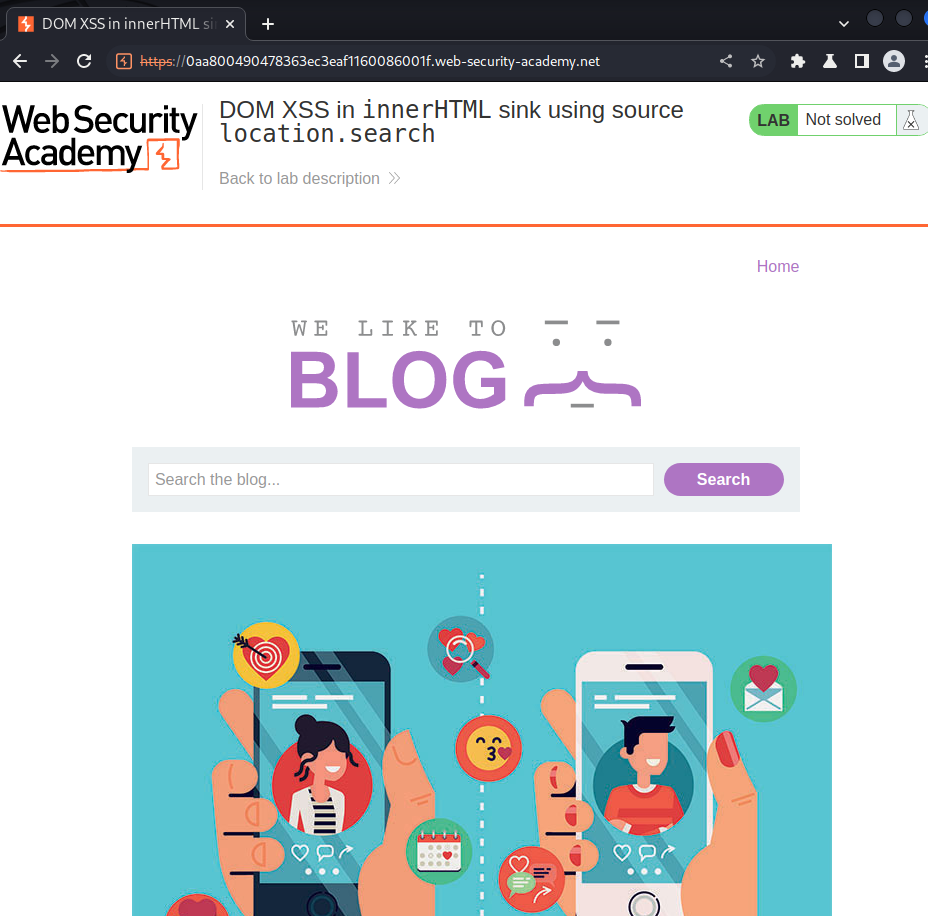 DOM XSS in innerHTML si
https://0aa800490478363ec3eaf1160086001f.web-security-academy.net
Web Security
Academy
DOM XSS in innerHTML sink using source
location.search
Back to lab description
LAB
Not solved
Home
WE LIKE TO
BLOG
Search the blog...
Search